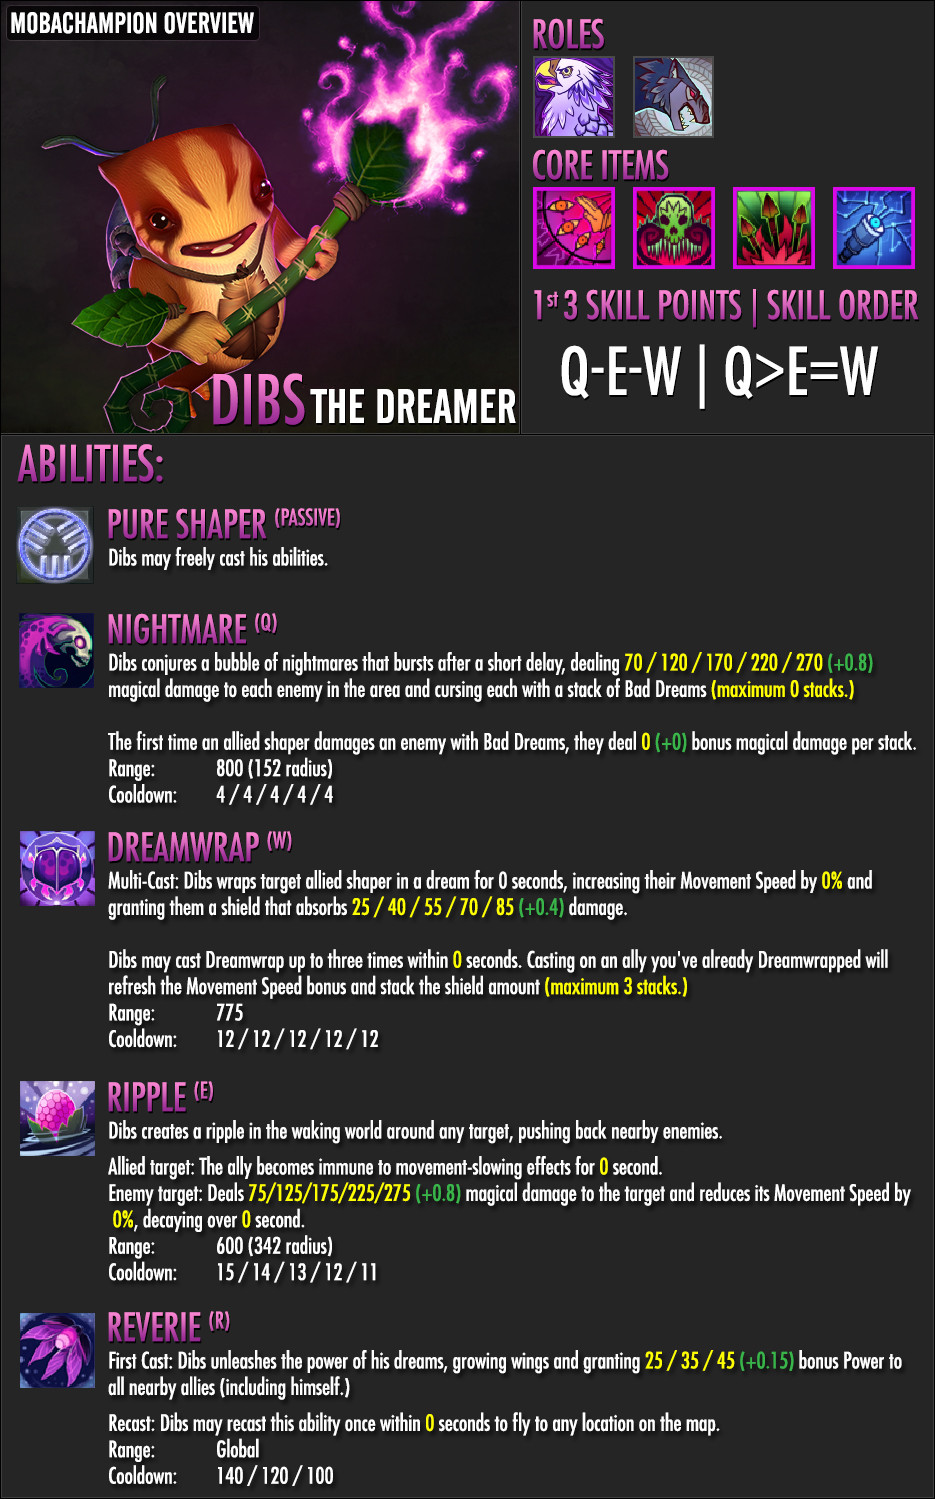 MOBACHAMPION OVERVIEW
DIBS THE DREAMER
ROLES
CORE ITEMS
1st 3 SKILL POINTS | SKILL ORDER
Q-E-W | Q>E=W
ABILITIES:
PURE SHAPER (PASSIVE)
Dibs may freely cast his abilities.
NIGHTMARE (Q)
Dibs conjures a bubble of nightmares that bursts after a short delay, dealing 70 / 120 / 170 / 220 / 270 (+0.8)
magical damage to each enemy in the area and cursing each with a stack of Bad Dreams (maximum 0 stacks.)
The first time an allied shaper damages an enemy with Bad Dreams, they deal 0 (+0) bonus magical damage per stack.
Range: 800 (152 radius)
Cooldown: 4 / 4 / 4 / 4 / 4
DREAMWRAP (W)
Multi-Cast: Dibs wraps target allied shaper in a dream for 0 seconds, increasing their Movement Speed by 0% and
granting them a shield that absorbs 25 / 40 / 55 / 70 / 85 (+0.4) damage.
Dibs may cast Dreamwrap up to three times within 0 seconds. Casting on an ally you've already Dreamwrapped will
refresh the Movement Speed bonus and stack the shield amount (maximum 3 stacks.)
Range: 775
Cooldown: 12 / 12 / 12 / 12 / 12
RIPPLE (E)
Dibs creates a ripple in the waking world around any target, pushing back nearby enemies.
Allied target: The ally becomes immune to movement-slowing effects for 0 second.
Enemy target: Deals 75/125/175/225/275 (+0.8) magical damage to the target and reduces its Movement Speed by
0%, decaying over 0 second.
Range: 600 (342 radius)
Cooldown: 15 / 14 / 13 / 12 / 11
REVERIE (R)
First Cast: Dibs unleashes the power of his dreams, growing wings and granting 25 / 35 / 45 (+0.15) bonus Power to
all nearby allies (including himself.)
Recast: Dibs may recast this ability once within 0 seconds to fly to any location on the map.
Range: Global
Cooldown: 140 / 120 / 100